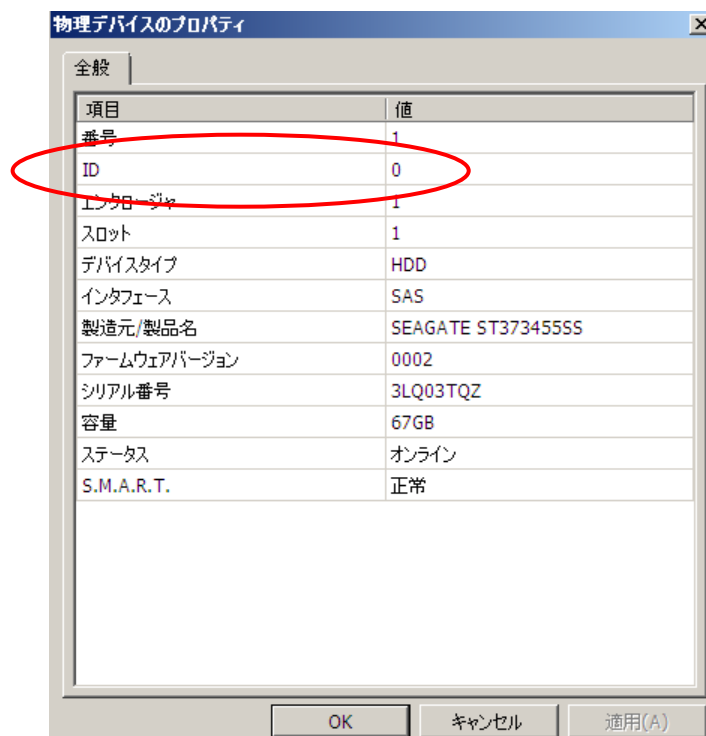 物理デバイスのプロパティ
全般
項目 値
番号 1
ID 0
エンクロージャ 1
スロット 1
デバイスタイプ HDD
インタフェース SAS
製造元/製品名 SEAGATE ST373455SS
ファームウェアバージョン 0002
シリアル番号 3LQ03TQZ
容量 67GB
ステータス オンライン
S.M.A.R.T. 正常
OK キャンセル 適用(A)